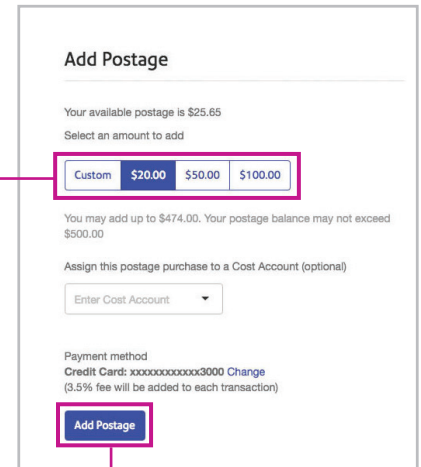 Add Postage
Your available postage is $25.65
Select an amount to add
Custom $20.00 $50.00 $100.00
You may add up to $474.00. Your postage balance may not exceed
$500.00
Assign this postage purchase to a Cost Account (optional)
Enter Cost Account
Payment method
Credit Card: xxxxxxxxxxxx3000 Change
(3.5% fee will be added to each transaction)
Add Postage